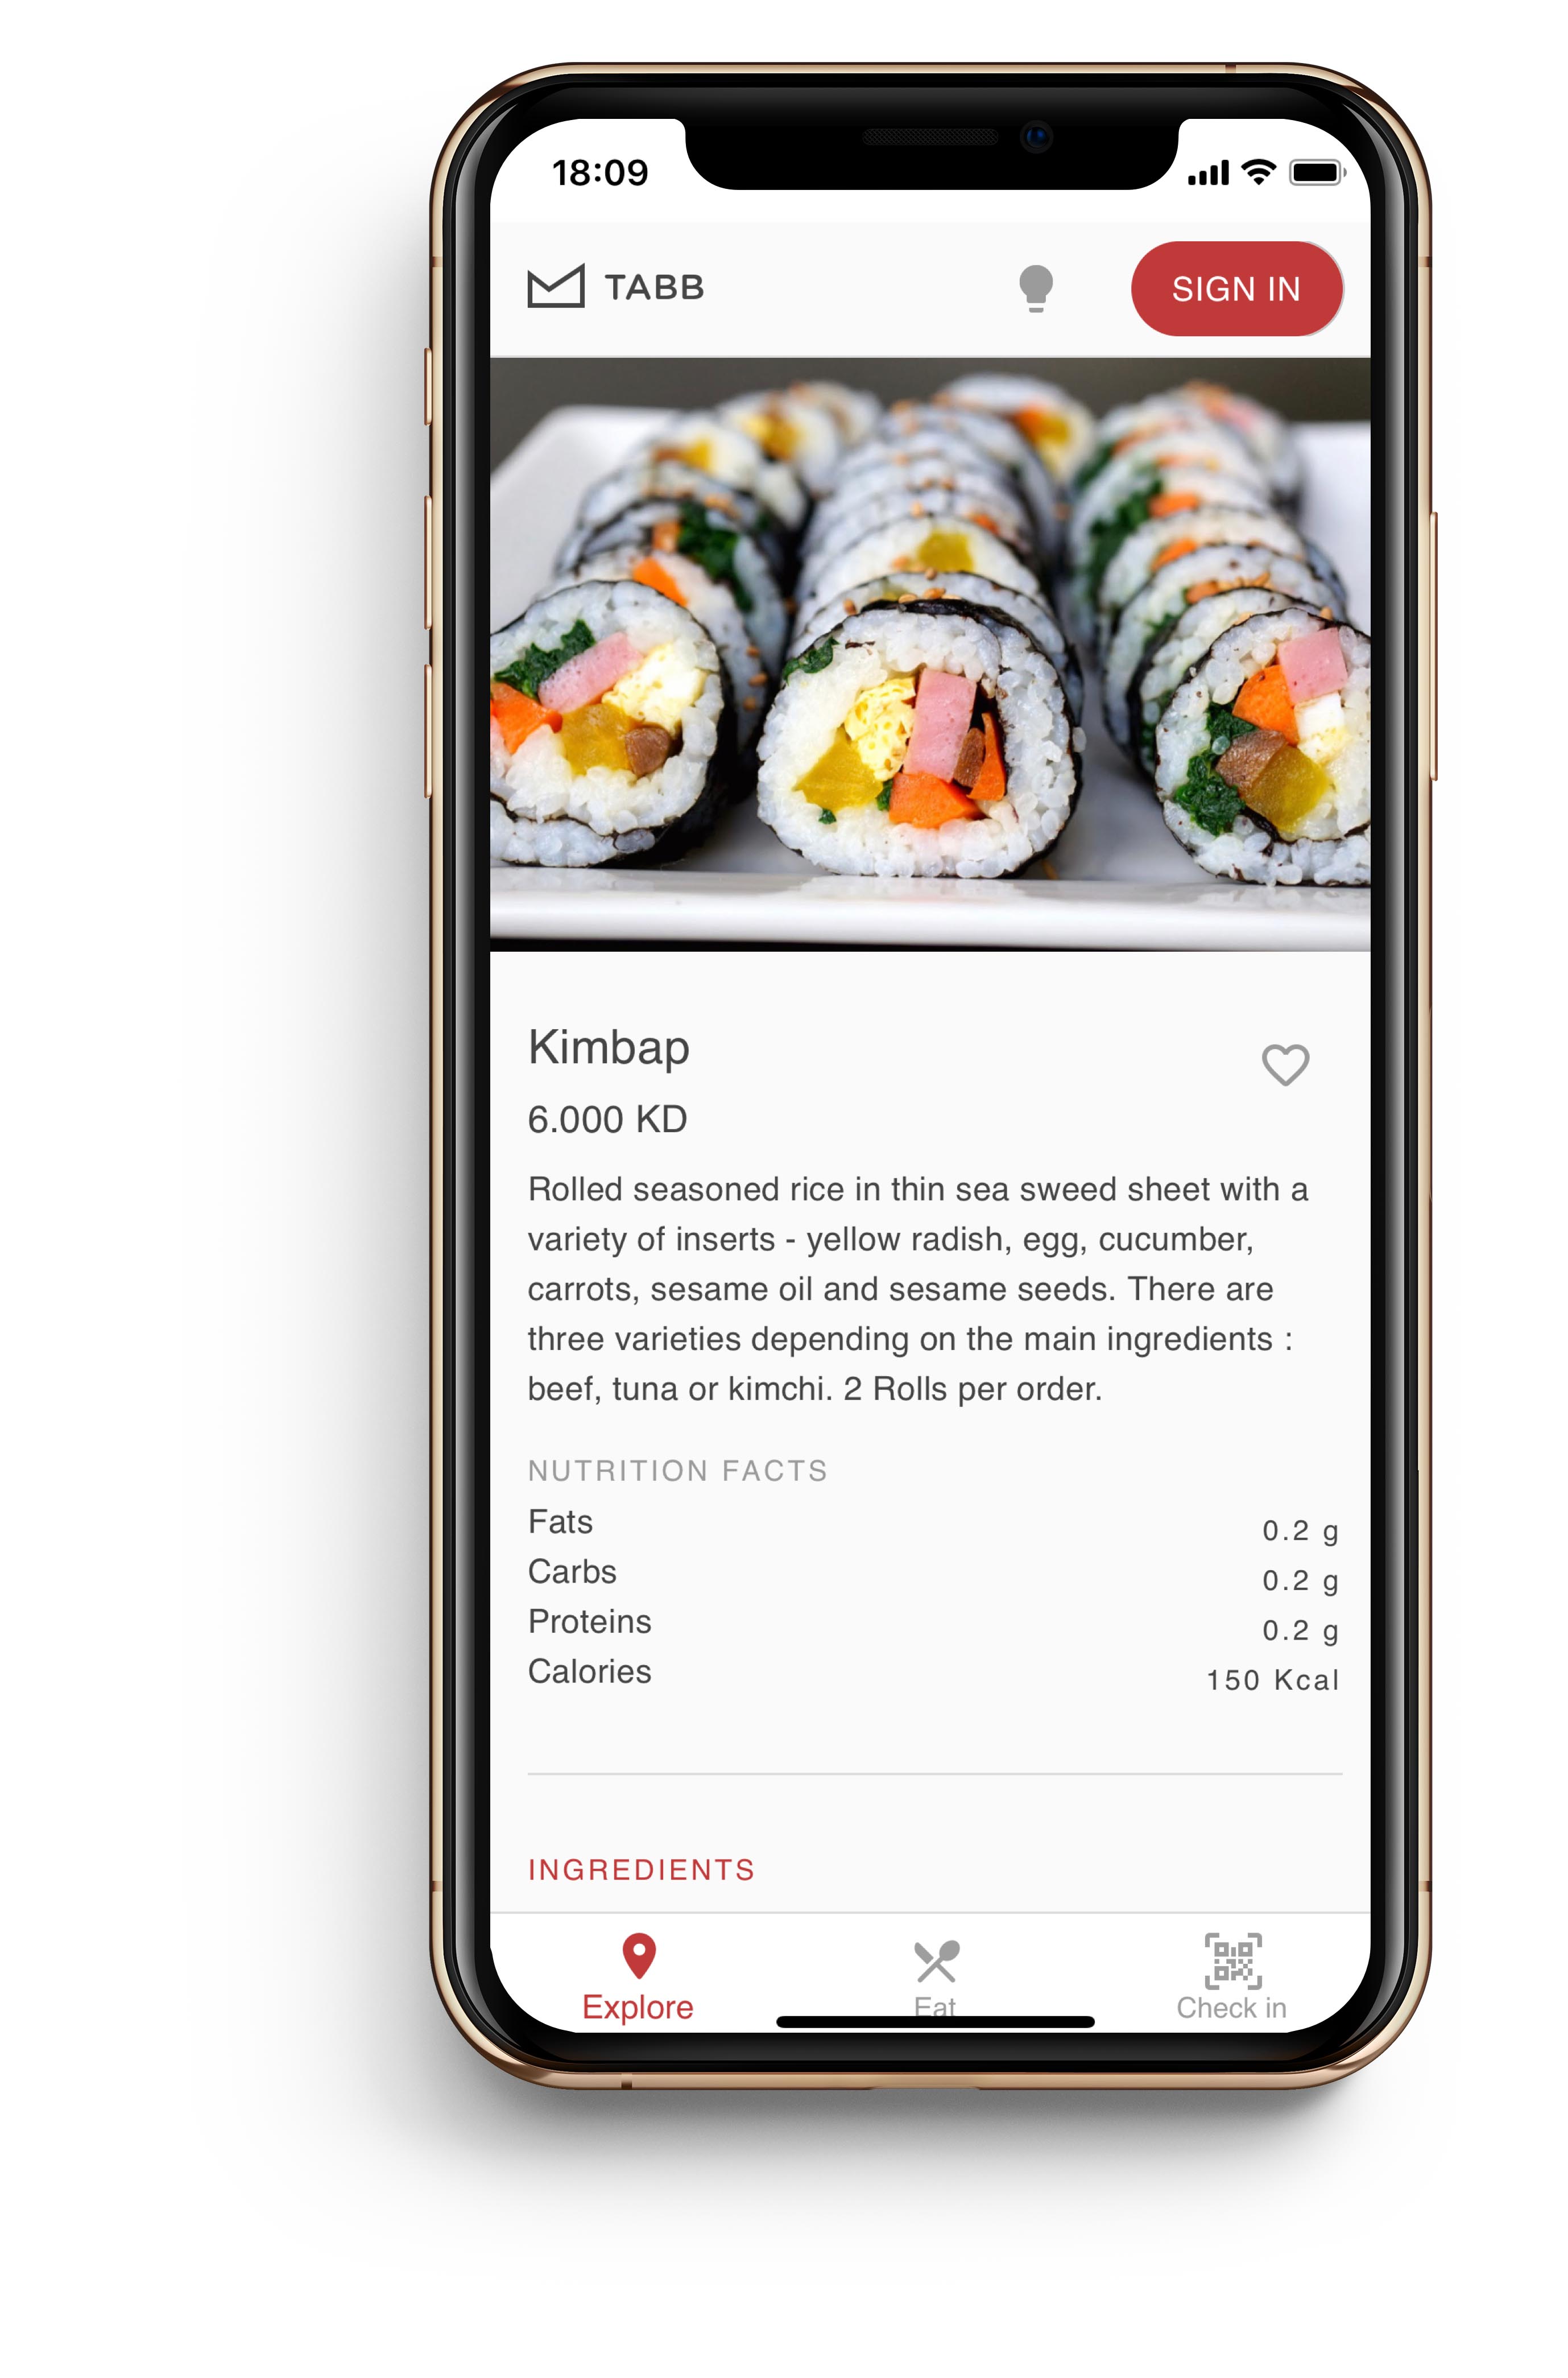 18:09
TABB
SIGN IN
Kimbap
6.000 KD
Rolled seasoned rice in thin sea sweed sheet with a
variety of inserts - yellow radish, egg, cucumber,
carrots, sesame oil and sesame seeds. There are
three varieties depending on the main ingredients :
beef, tuna or kimchi. 2 Rolls per order.
NUTRITION FACTS
Fats 0.2 g
Carbs 0.2 g
Proteins 0.2 g
Calories 150 Kcal
INGREDIENTS
Explore Eat Check in